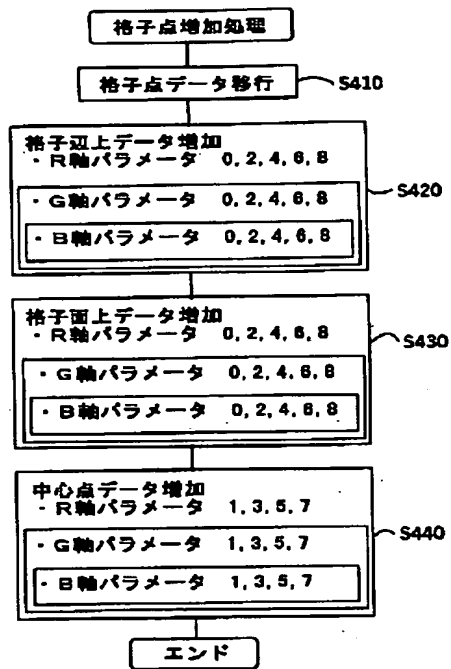 格子点増加処理
格子点データ移行
S410
格子辺上データ増加
・R軸パラメータ 0,2,4,6,8
・G軸パラメータ 0,2,4,6,8
・B軸パラメータ 0,2,4,6,8
S420
格子面上データ増加
・R軸パラメータ 0,2,4,6,8
・G軸パラメータ 0,2,4,6,8
・B軸パラメータ 0,2,4,6,8
S430
中心点データ増加
・R軸パラメータ 1,3,5,7
・G軸パラメータ 1,3,5,7
・B軸パラメータ 1,3,5,7
S440
エンド